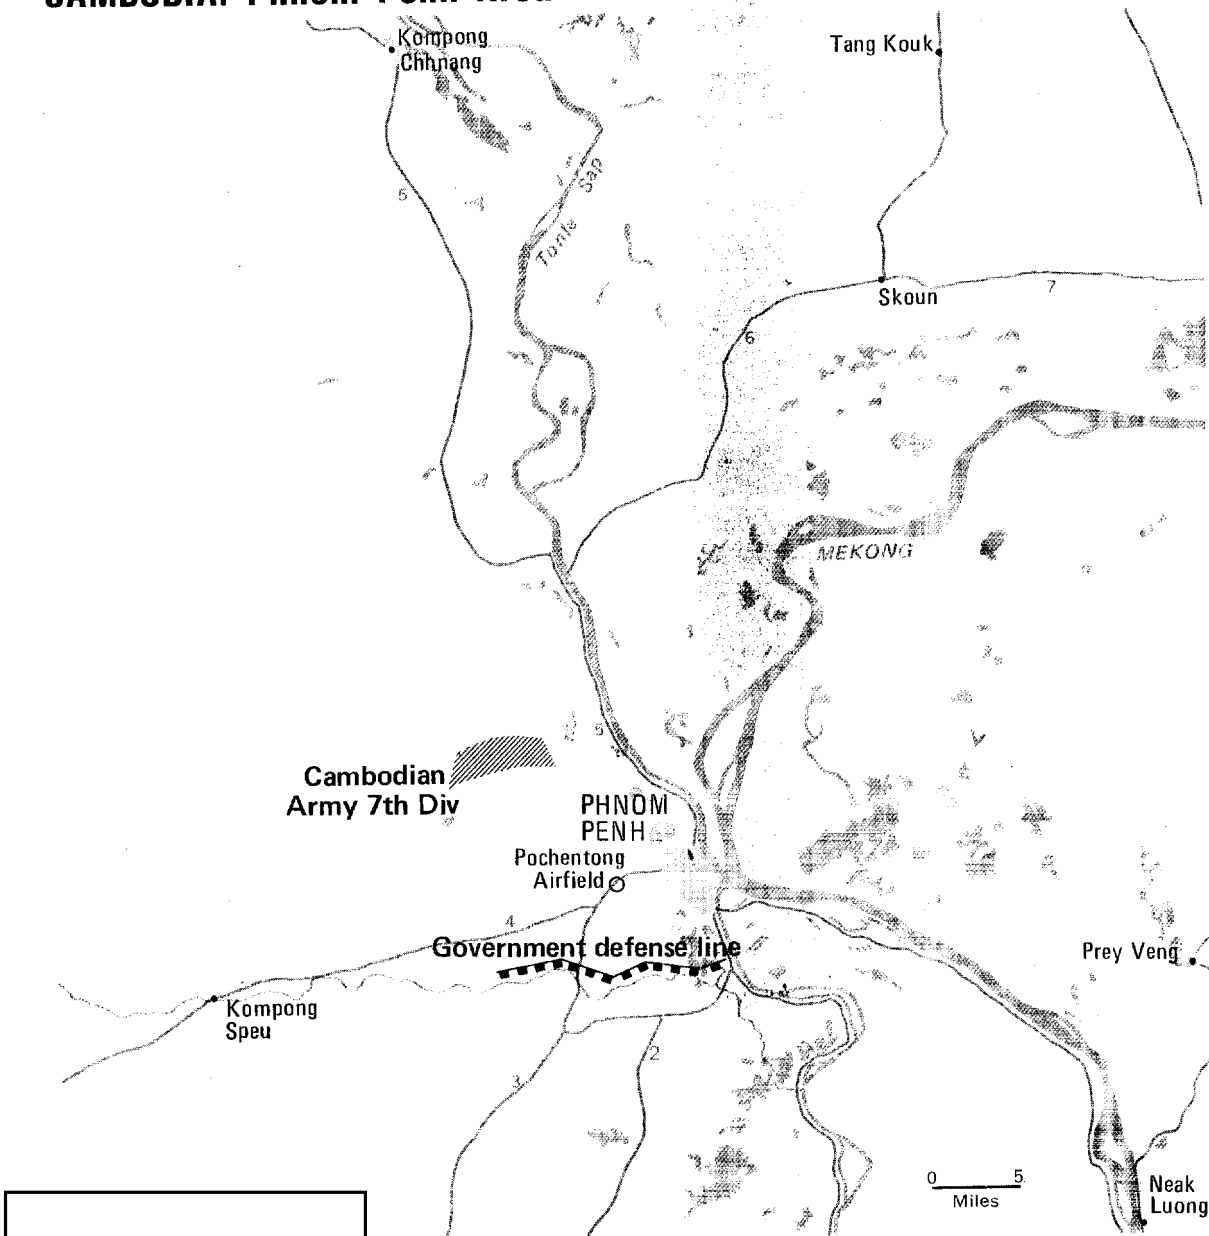 Kompong
Chhnang
Tang Kouk
5
Tonle Sap
Skoun
7
6
MEKONG
5
Cambodian
Army 7th Div
PHNOM
PENH
Pochentong
Airfield
4
Government defense line
Prey Veng
Kompong
Speu
2
3
0 5
Miles
Neak
Luong